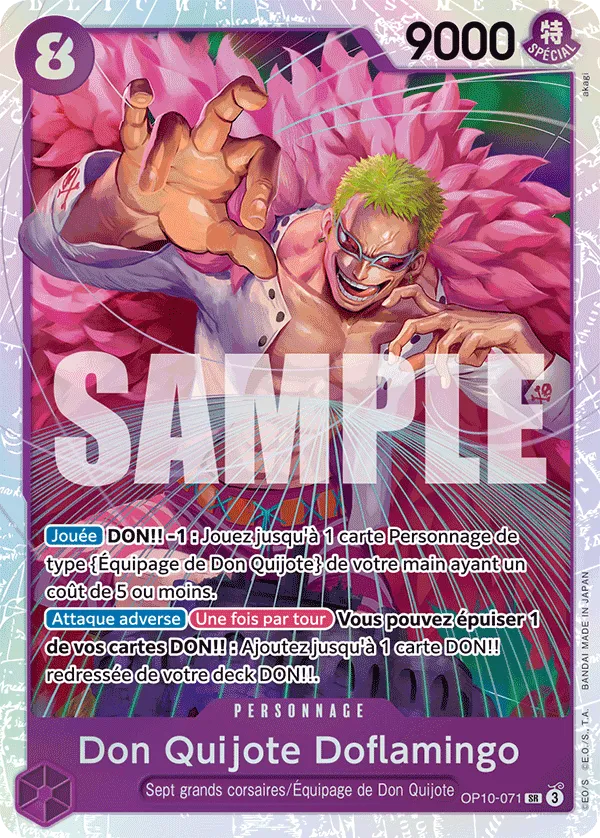 8
9000
特
SPÉCIAL
akagi
SAMPLE
Jouée DON!! -1 : Jouez jusqu'à 1 carte Personnage de
type {Équipage de Don Quijote} de votre main ayant un
coût de 5 ou moins.
Attaque adverse Une fois par tour Vous pouvez épuiser 1
de vos cartes DON!! : Ajoutez jusqu'à 1 carte DON!!
redressée de votre deck DON!!.
©E.O/S ©E.O./S., T.A. BANDAI MADE IN JAPAN
PERSONNAGE
Don Quijote Doflamingo
Sept grands corsaires/Équipage de Don Quijote
OP10-071 SR 3